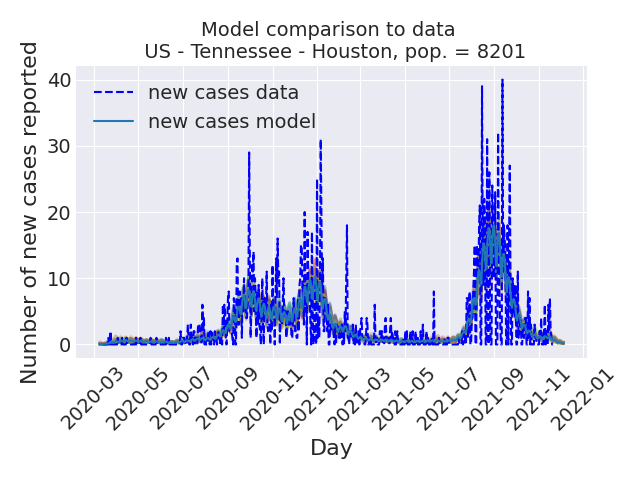 Model comparison to data
US - Tennessee - Houston, pop. = 8201
Number of new cases reported
40
30
20
10
0
new cases data
new cases model
2020-03
2020-05
2020-07
2020-09
2020-11
2021-01
2021-03
2021-05
2021-07
2021-09
2021-11
2022-01
Day